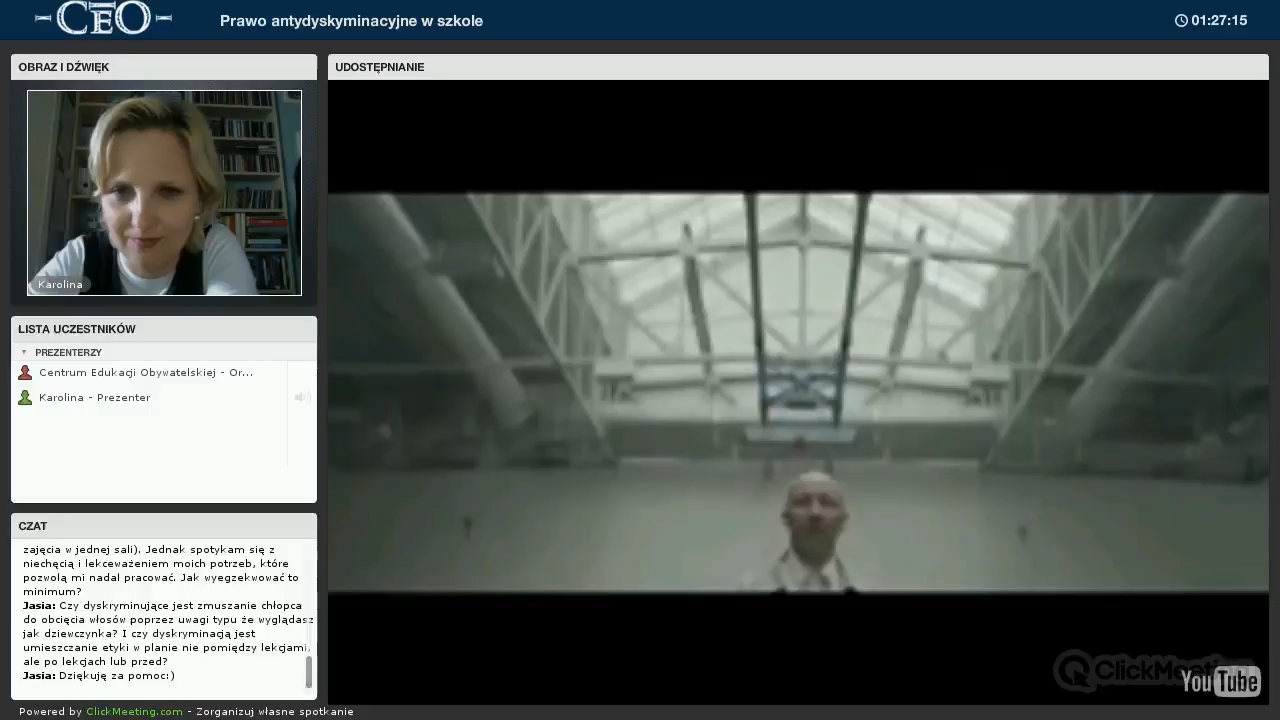 CEO
Prawo antydyskyminacyjne w szkole
01:27:15
OBRAZ I DŹWIĘK
Karolina
LISTA UCZESTNIKÓW
PREZENTERZY
Centrum Edukacji Obywatelskiej - Or...
Karolina - Prezenter
CZAT
zajęcia w jednej sali). Jednak spotykam się z
niechęcią i lekceważeniem moich potrzeb, które
pozwolą mi nadal pracować. Jak wyegzekwować to
minimum?
Jasia: Czy dyskryminujące jest zmuszanie chłopca
do obcięcia włosów poprzez uwagi typu że wyglądasz
jak dziewczynka? I czy dyskryminacją jest
umieszczanie etyki w planie nie pomiędzy lekcjami,
ale po lekcjach lub przed?
Jasia: Dziękuję za pomoc:)
Powered by ClickMeeting.com - Zorganizuj własne spotkanie
UDOSTĘPNIANIE
ClickMeeting
YouTube